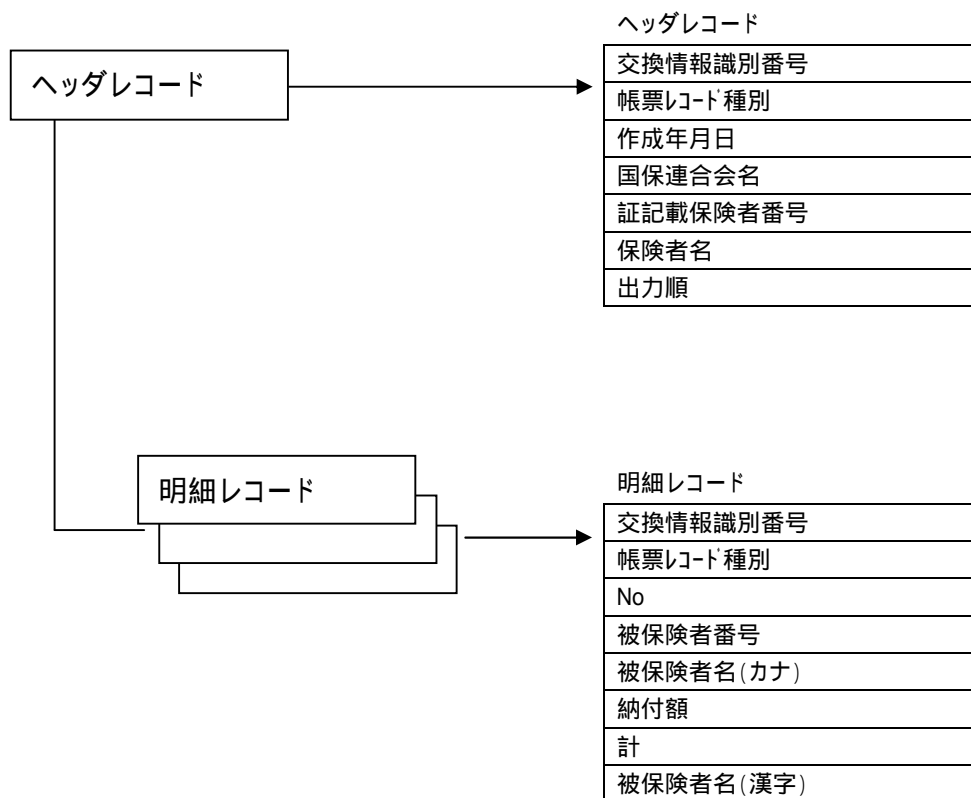 ヘッダレコード
ヘッダレコード
交換情報識別番号
帳票ﾚｺｰﾄﾞ種別
作成年月日
国保連合会名
証記載保険者番号
保険者名
出力順
明細レコード
明細レコード
交換情報識別番号
帳票ﾚｺｰﾄﾞ種別
No
被保険者番号
被保険者名(カナ)
納付額
計
被保険者名(漢字)